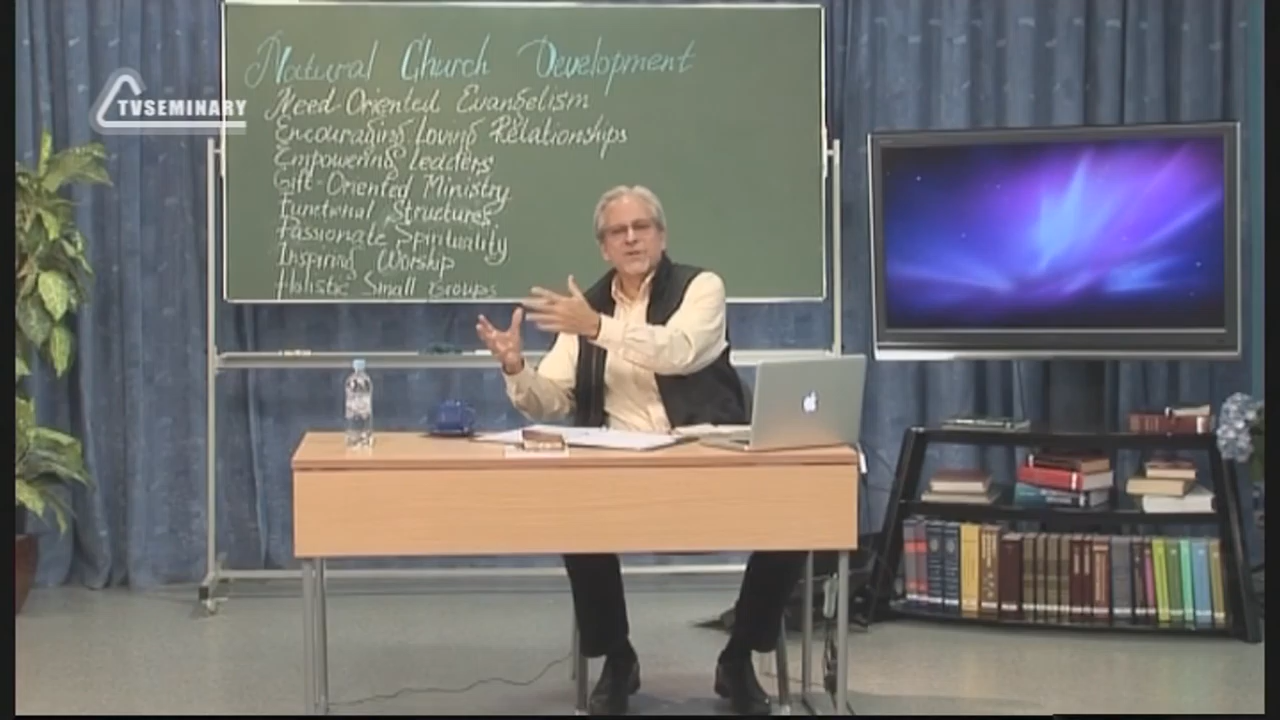 Natural Church Development
TVSEMINARY
Need-Oriented Evangelism
Encouraging Loving Relationships
Empowering Leaders
Gift-Oriented Ministry
Functional Structures
Passionate Spirituality
Inspiring Worship
Holistic Small Groups